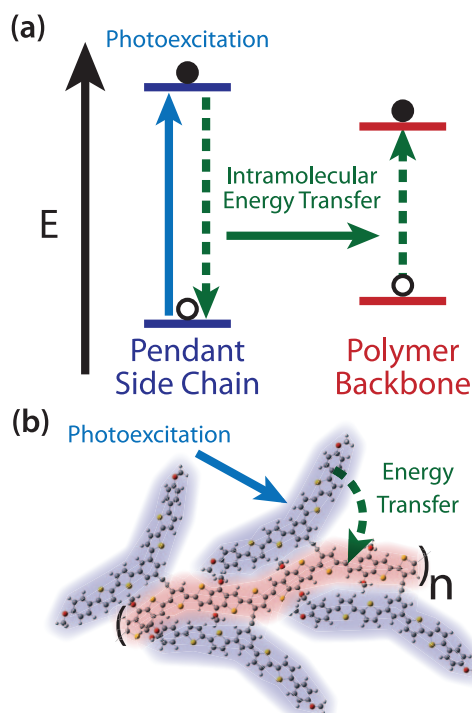 (a)
Photoexcitation
E
Intramolecular
Energy Transfer
Pendant
Side Chain
Polymer
Backbone
(b)
Photoexcitation
Energy
Transfer
( ) n